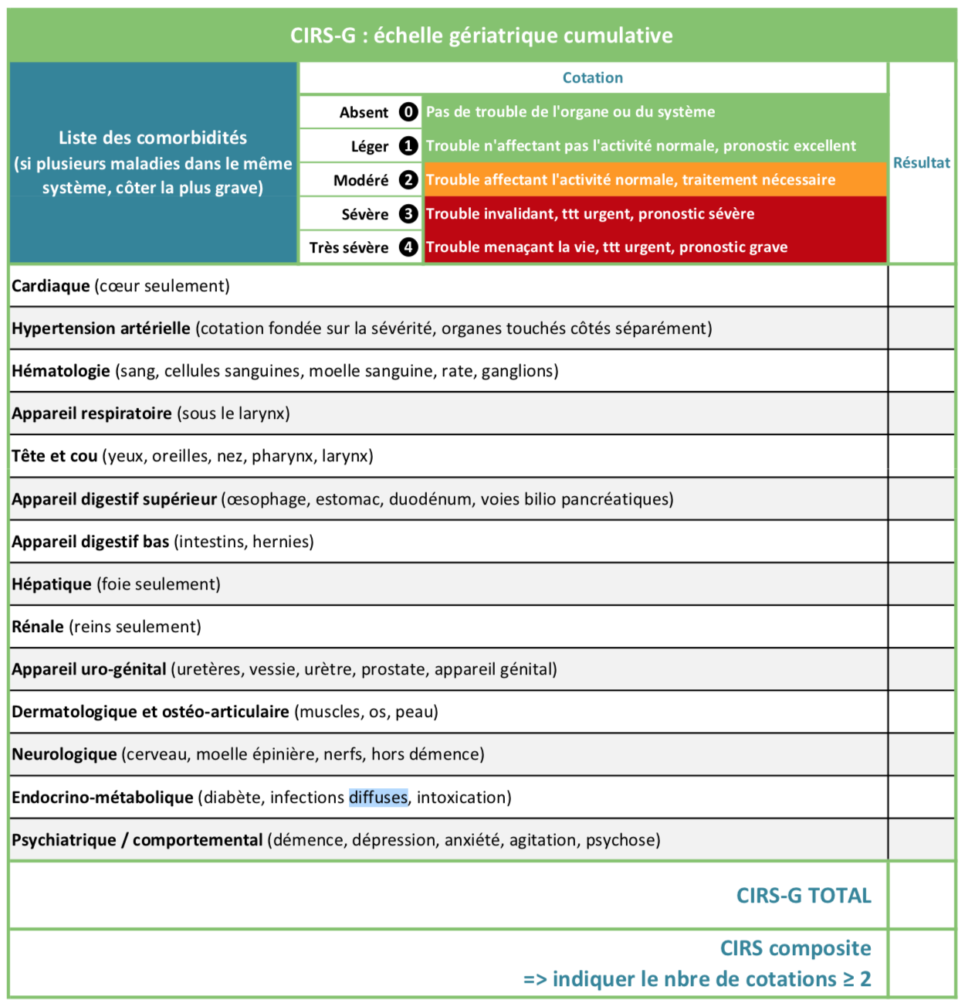 CIRS-G : échelle gériatrique cumulative
Liste des comorbidités
(si plusieurs maladies dans le même
système, côter la plus grave)
Cotation
Résultat
Absent 0 Pas de trouble de l'organe ou du système
Léger 1 Trouble n'affectant pas l'activité normale, pronostic excellent
Modéré 2 Trouble affectant l'activité normale, traitement nécessaire
Sévère 3 Trouble invalidant, ttt urgent, pronostic sévère
Très sévère 4 Trouble menaçant la vie, ttt urgent, pronostic grave
Cardiaque (cœur seulement)
Hypertension artérielle (cotation fondée sur la sévérité, organes touchés côtés séparément)
Hématologie (sang, cellules sanguines, moelle sanguine, rate, ganglions)
Appareil respiratoire (sous le larynx)
Tête et cou (yeux, oreilles, nez, pharynx, larynx)
Appareil digestif supérieur (œsophage, estomac, duodénum, voies bilio pancréatiques)
Appareil digestif bas (intestins, hernies)
Hépatique (foie seulement)
Rénale (reins seulement)
Appareil uro-génital (uretères, vessie, urètre, prostate, appareil génital)
Dermatologique et ostéo-articulaire (muscles, os, peau)
Neurologique (cerveau, moelle épinière, nerfs, hors démence)
Endocrino-métabolique (diabète, infections diffuses, intoxication)
Psychiatrique / comportemental (démence, dépression, anxiété, agitation, psychose)
CIRS-G TOTAL
CIRS composite
=> indiquer le nbre de cotations ≥ 2